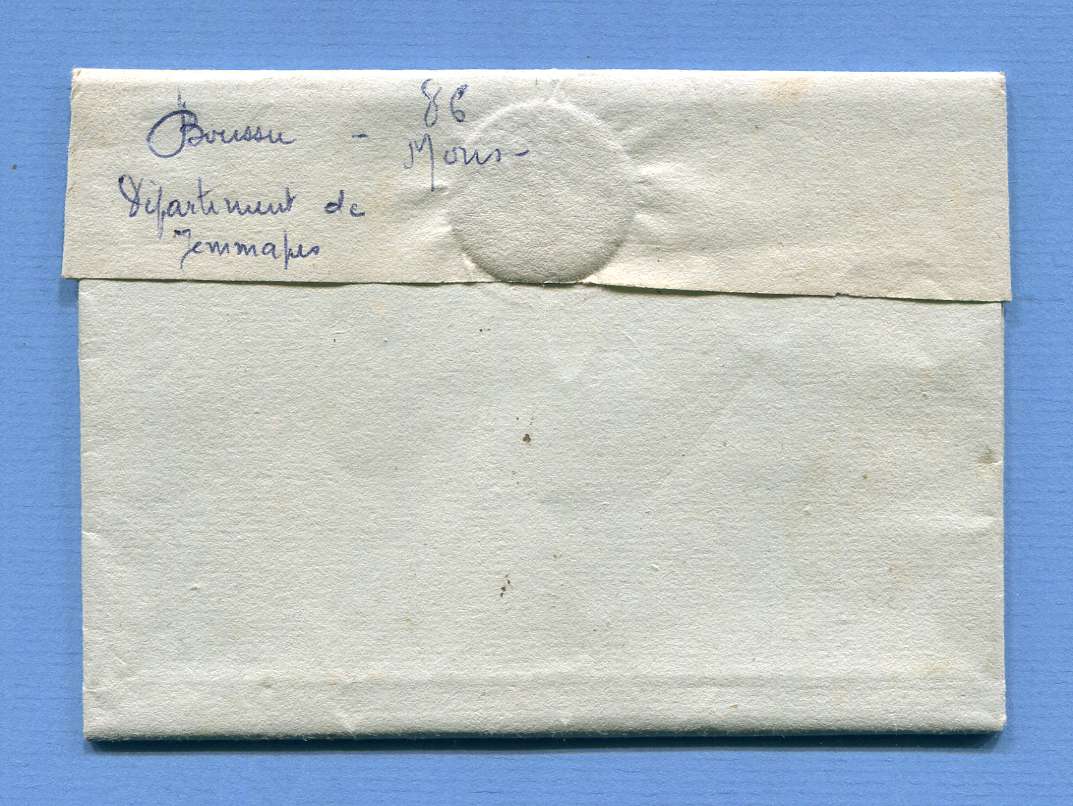 86
Boussu - Mons -
Département de
Jemmapes